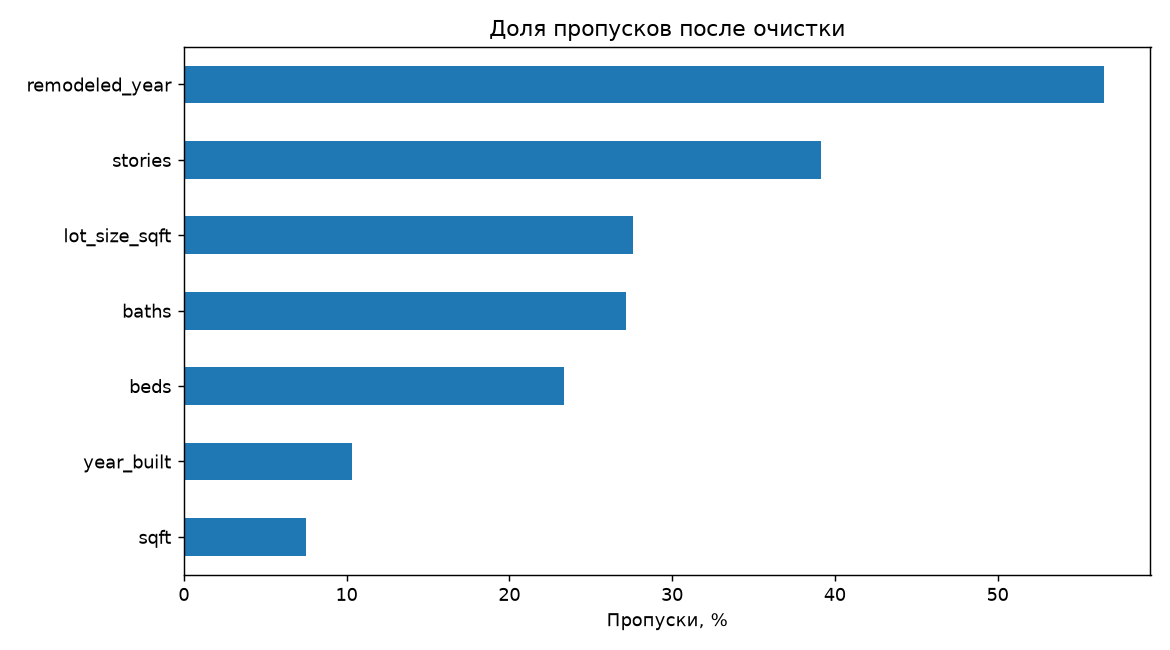 Доля пропусков после очистки
remodeled_year
stories
lot_size_sqft
baths
beds
year_built
sqft
0 10 20 30 40 50
Пропуски, %